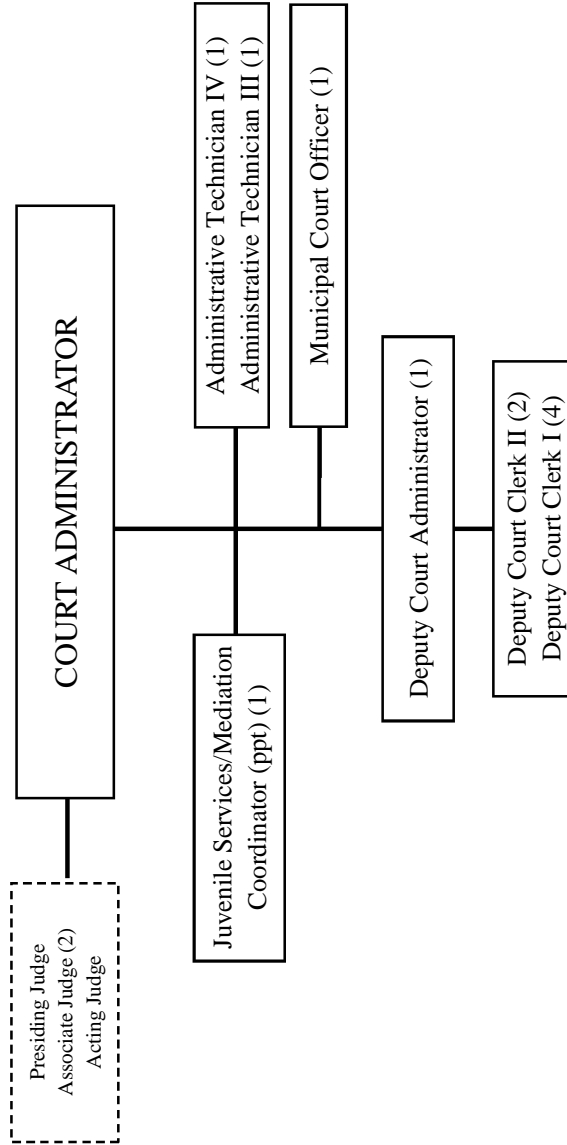 COURT ADMINISTRATOR
Presiding Judge
Associate Judge (2)
Acting Judge
Juvenile Services/Mediation
Coordinator (ppt) (1)
Administrative Technician IV (1)
Administrative Technician III (1)
Municipal Court Officer (1)
Deputy Court Administrator (1)
Deputy Court Clerk II (2)
Deputy Court Clerk I (4)